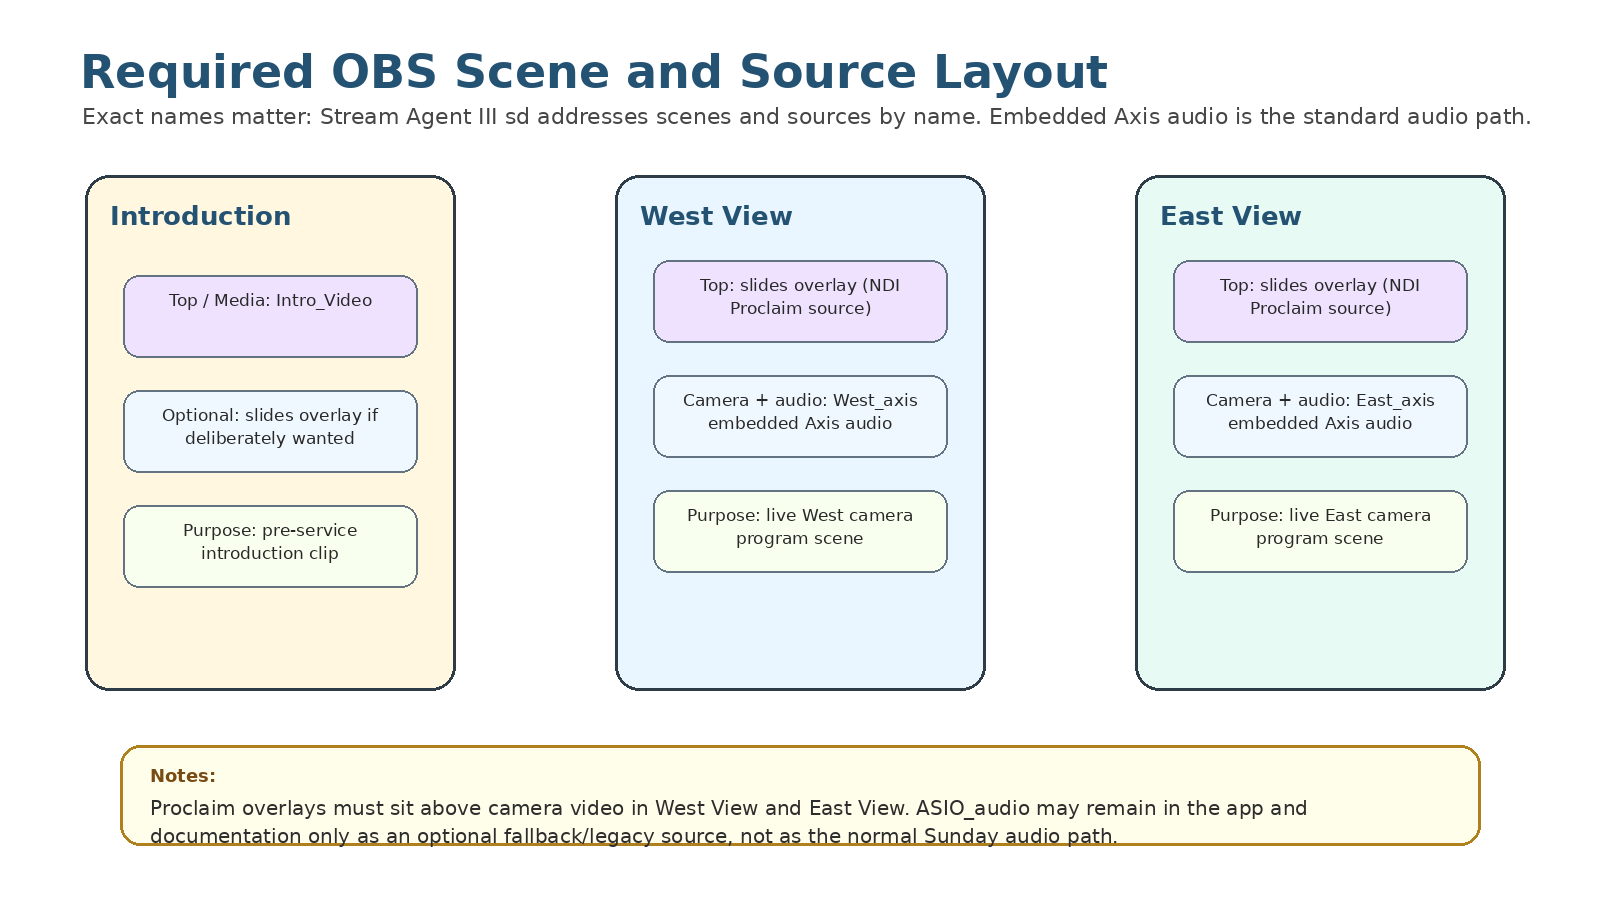 Required OBS Scene and Source Layout
Exact names matter: Stream Agent III sd addresses scenes and sources by name. Embedded Axis audio is the standard audio path.
Introduction
Top / Media: Intro_Video
Optional: slides overlay if
deliberately wanted
Purpose: pre-service
introduction clip
West View
Top: slides overlay (NDI
Proclaim source)
Camera + audio: West_axis
embedded Axis audio
Purpose: live West camera
program scene
East View
Top: slides overlay (NDI
Proclaim source)
Camera + audio: East_axis
embedded Axis audio
Purpose: live East camera
program scene
Notes:
Proclaim overlays must sit above camera video in West View and East View. ASIO_audio may remain in the app and
documentation only as an optional fallback/legacy source, not as the normal Sunday audio path.